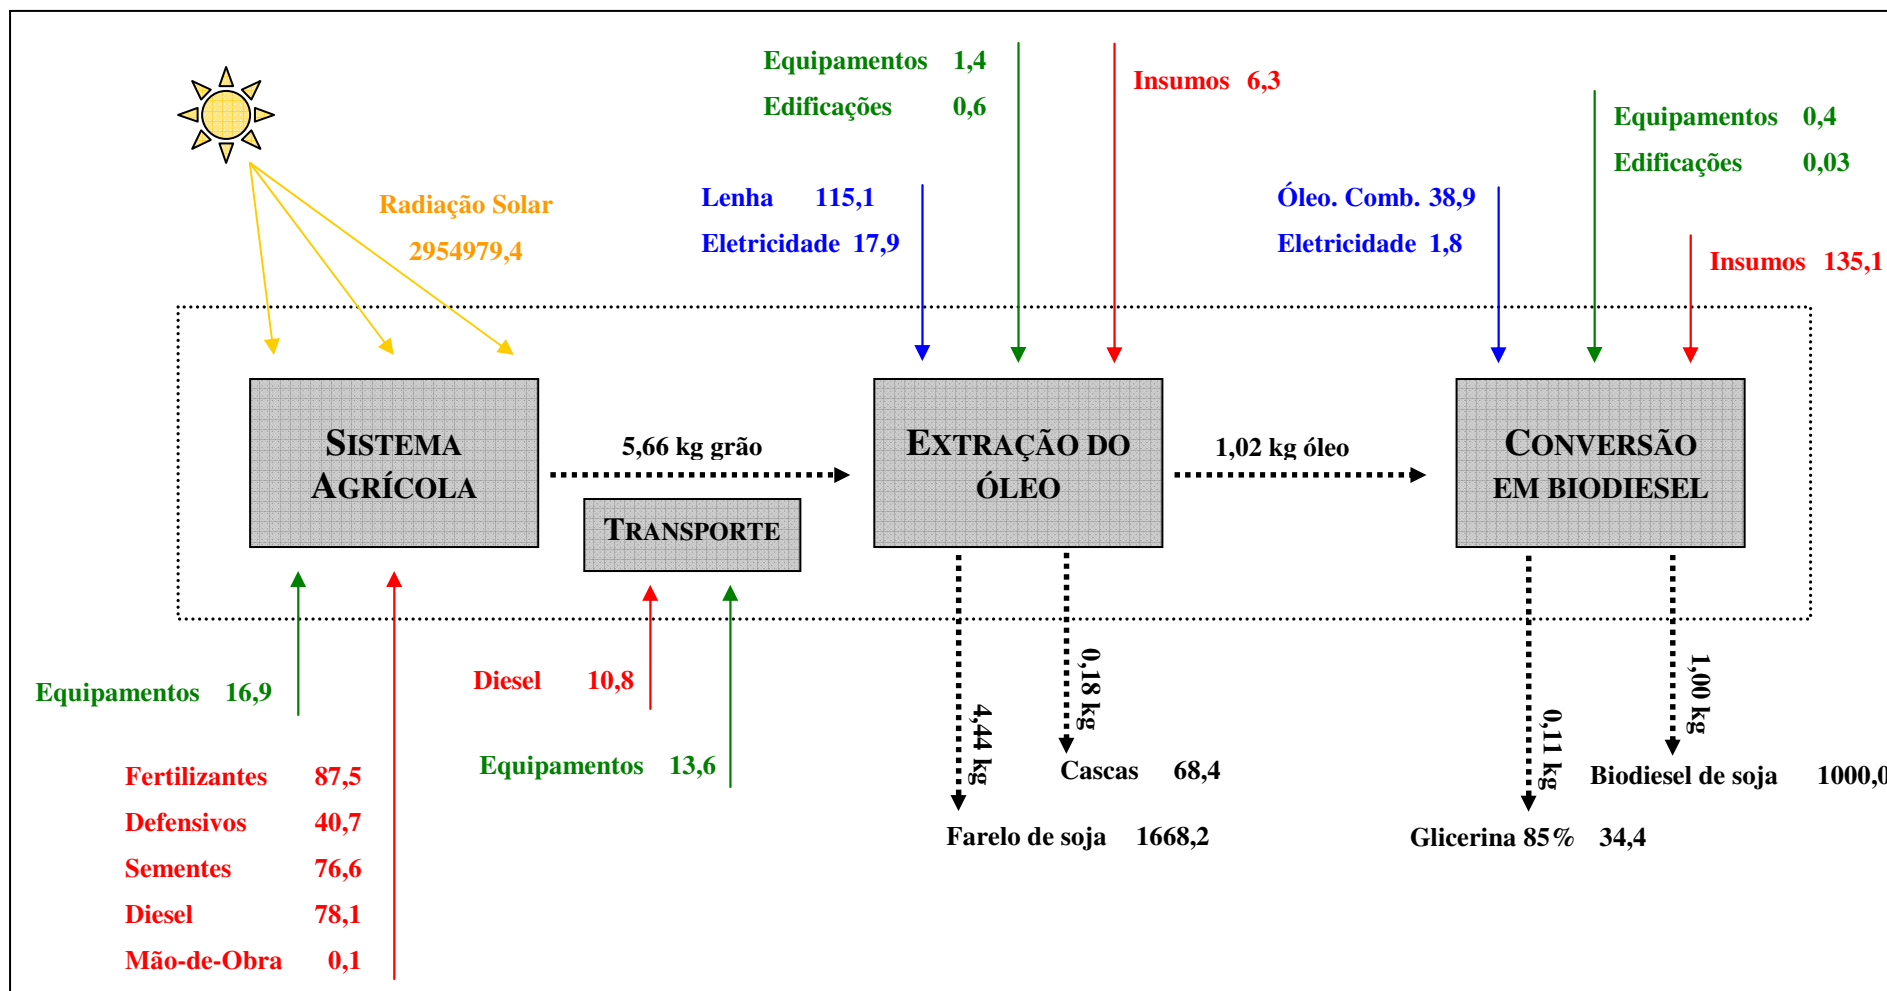 Equipamentos 1,4
Edificações 0,6
Insumos 6,3
Equipamentos 0,4
Edificações 0,03
Radiação Solar
2954979,4
Lenha 115,1
Eletricidade 17,9
Óleo. Comb. 38,9
Eletricidade 1,8
Insumos 135,1
SISTEMA
AGRÍCOLA
5,66 kg grão
TRANSPORTE
EXTRAÇÃO DO
ÓLEO
1,02 kg óleo
CONVERSÃO
EM BIODIESEL
Equipamentos 16,9
Fertilizantes 87,5
Defensivos 40,7
Sementes 76,6
Diesel 78,1
Mão-de-Obra 0,1
Diesel 10,8
Equipamentos 13,6
4,44 kg
0,18 kg
Cascas 68,4
Farelo de soja 1668,2
0,11 kg
1,00 kg
Biodiesel de soja 1000,0
Glicerina 85% 34,4